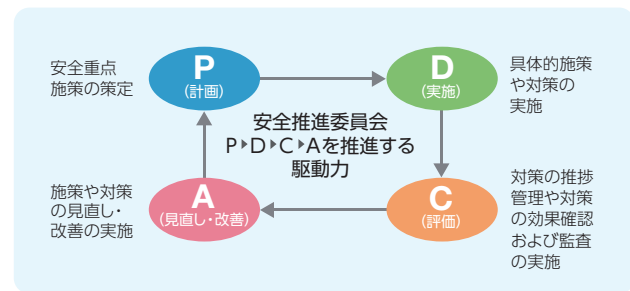 安全重点
施策の策定
P
(計画)
D
(実施)
具体的施策
や対策の
実施
安全推進委員会
P▶D▶C▶Aを推進する
駆動力
施策や対策
の見直し・
改善の実施
A
(見直し・改善)
C
(評価)
対策の推捗
管理や対策
の効果確認
および監査
の実施